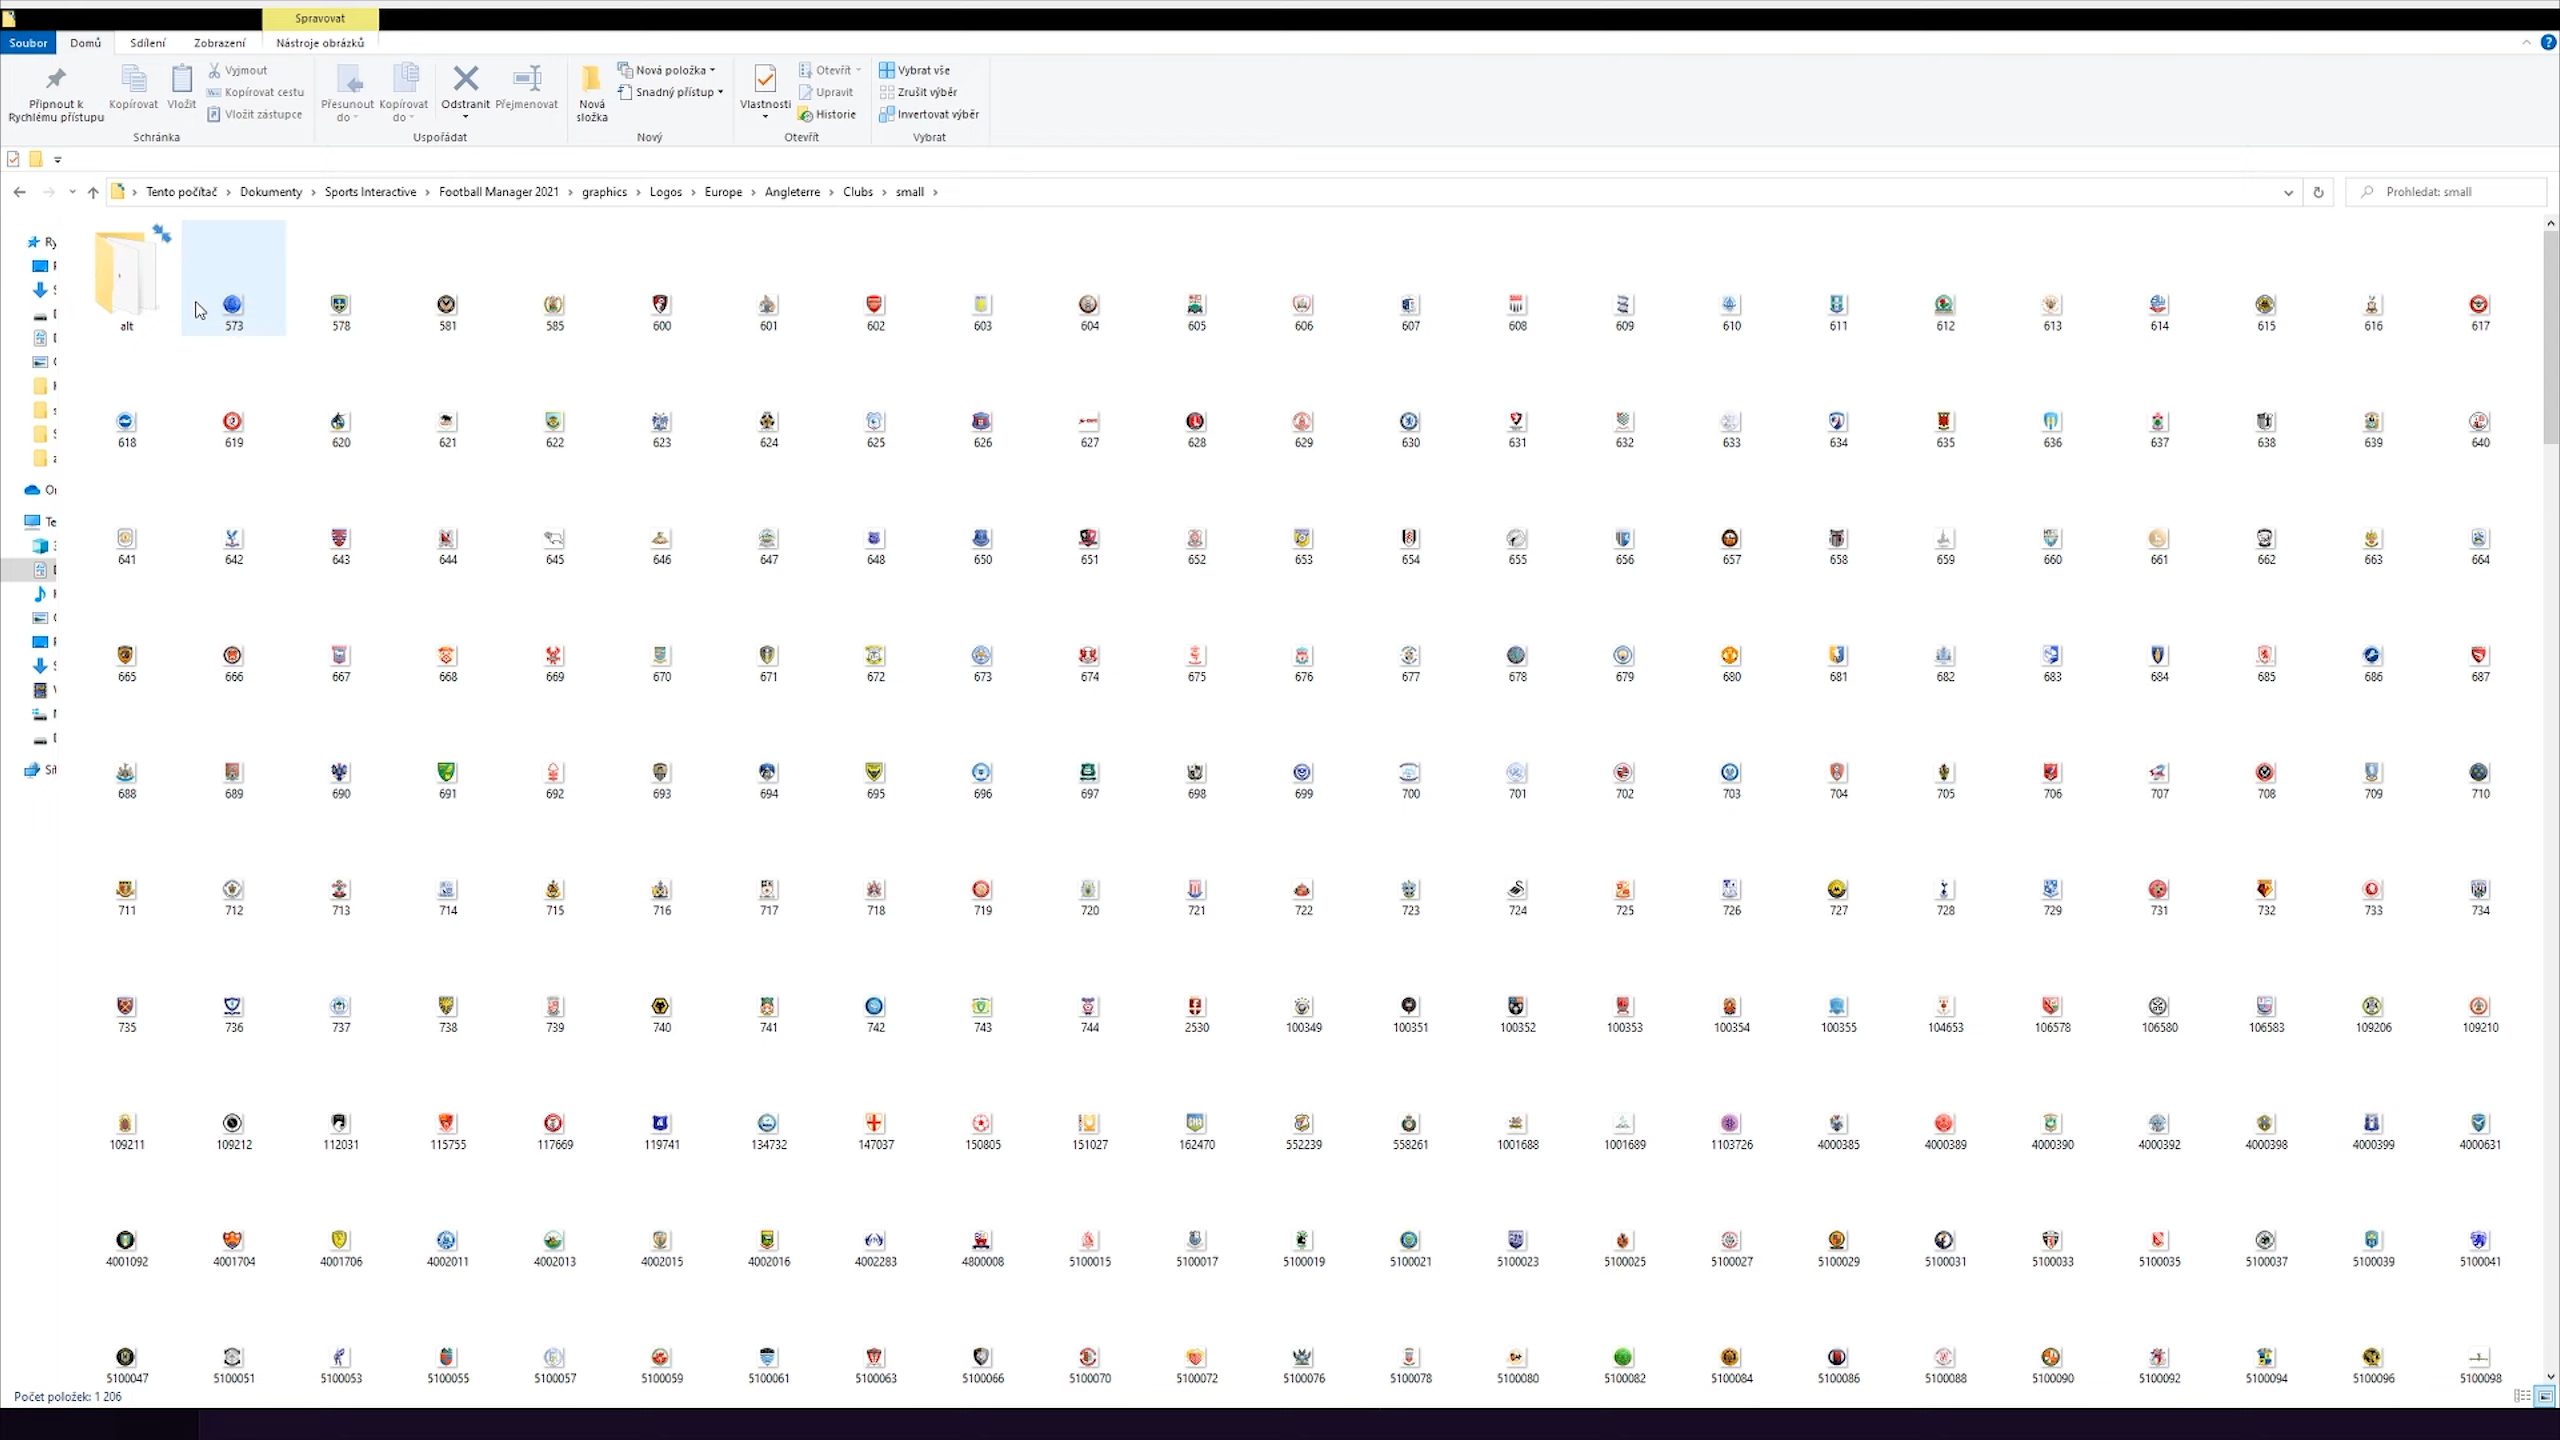 Spravovat
Soubor Domů Sdílení Zobrazení Nástroje obrázků
Připnout k Rychlému přístupu
Kopírovat
Vložit
Vyjmout
Kopírovat cestu
Vložit zástupce
Schránka
Přesunout do
Kopírovat do
Odstranit
Přejmenovat
Uspořádat
Nová složka
Nová položka
Snadný přístup
Nový
Vlastnosti
Otevřít
Upravit
Historie
Otevřít
Vybrat vše
Zrušit výběr
Invertovat výběr
Vybrat
Tento počítač › Dokumenty › Sports Interactive › Football Manager 2021 › graphics › Logos › Europe › Angleterre › Clubs › small ›
Prohledat: small
alt 573 578 581 585 600 601 602 603 604 605 606 607 608 609 610 611 612 613 614 615 616 617
618 619 620 621 622 623 624 625 626 627 628 629 630 631 632 633 634 635 636 637 638 639 640
641 642 643 644 645 646 647 648 650 651 652 653 654 655 656 657 658 659 660 661 662 663 664
665 666 667 668 669 670 671 672 673 674 675 676 677 678 679 680 681 682 683 684 685 686 687
688 689 690 691 692 693 694 695 696 697 698 699 700 701 702 703 704 705 706 707 708 709 710
711 712 713 714 715 716 717 718 719 720 721 722 723 724 725 726 727 728 729 731 732 733 734
735 736 737 738 739 740 741 742 743 744 2530 100349 100351 100352 100353 100354 100355 104653 106578 106580 106583 109206 109210
109211 109212 112031 115755 117669 119741 134732 147037 150805 151027 162470 552239 558261 1001688 1001689 1103726 4000385 4000389 4000390 4000392 4000398 4000399 4000631
4001092 4001704 4001706 4002011 4002013 4002015 4002016 4002283 4800008 5100015 5100017 5100019 5100021 5100023 5100025 5100027 5100029 5100031 5100033 5100035 5100037 5100039 5100041
5100047 5100051 5100053 5100055 5100057 5100059 5100061 5100063 5100066 5100070 5100072 5100076 5100078 5100080 5100082 5100084 5100086 5100088 5100090 5100092 5100094 5100096 5100098
Počet položek: 1 206